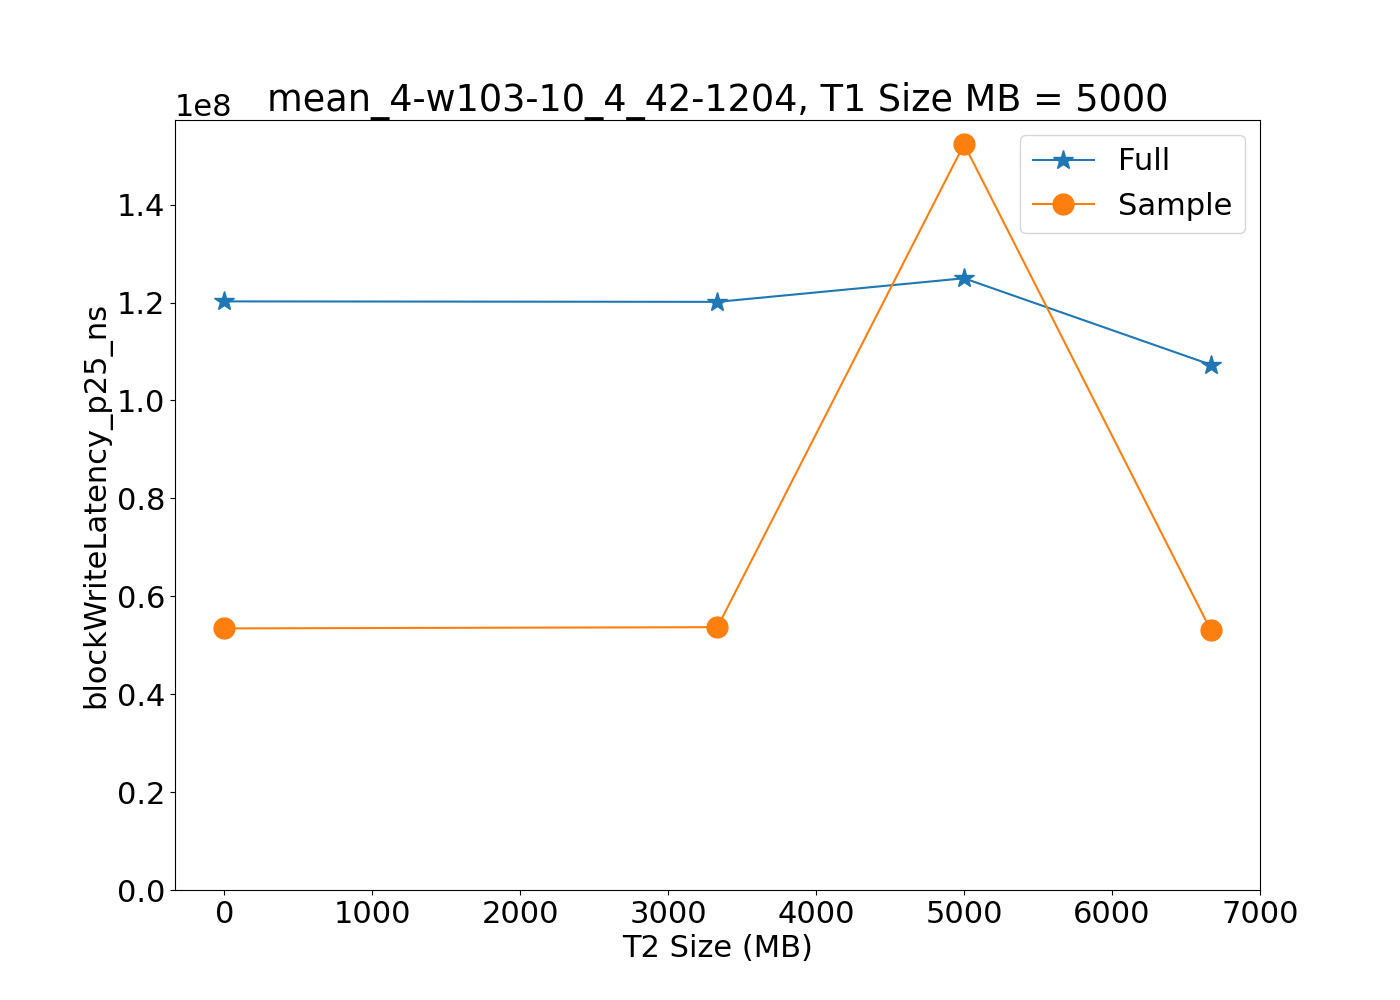 1e8
mean_4-w103-10_4_42-1204, T1 Size MB = 5000
Full
Sample
blockWriteLatency_p25_ns
1.4
1.2
1.0
0.8
0.6
0.4
0.2
0.0
0 1000 2000 3000 4000 5000 6000 7000
T2 Size (MB)